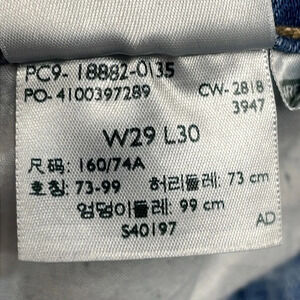 PC9- 18882-0135
PO-4100397289 CW-2818
3947
W29 L30
尺码: 160/74A
호칭: 73-99 허리둘레: 73 cm
엉덩이둘레: 99 cm
S40197 AD